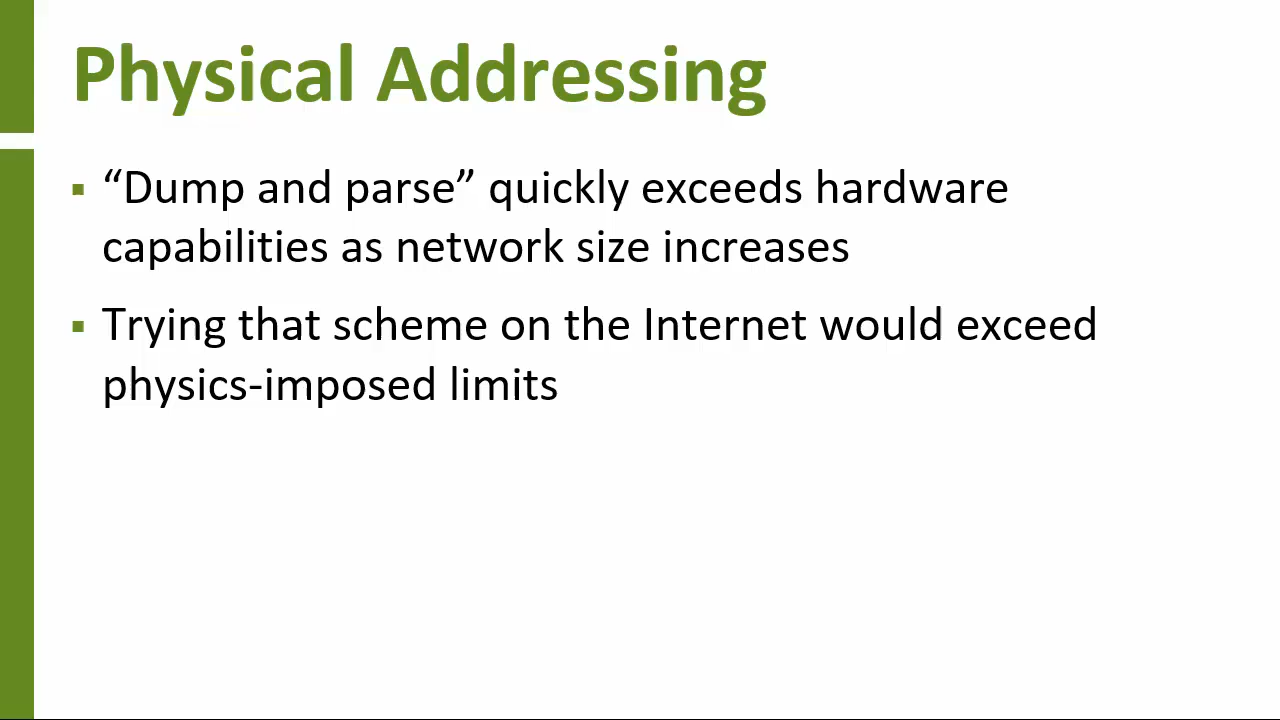 Physical Addressing
▪ “Dump and parse” quickly exceeds hardware
capabilities as network size increases
▪ Trying that scheme on the Internet would exceed
physics-imposed limits